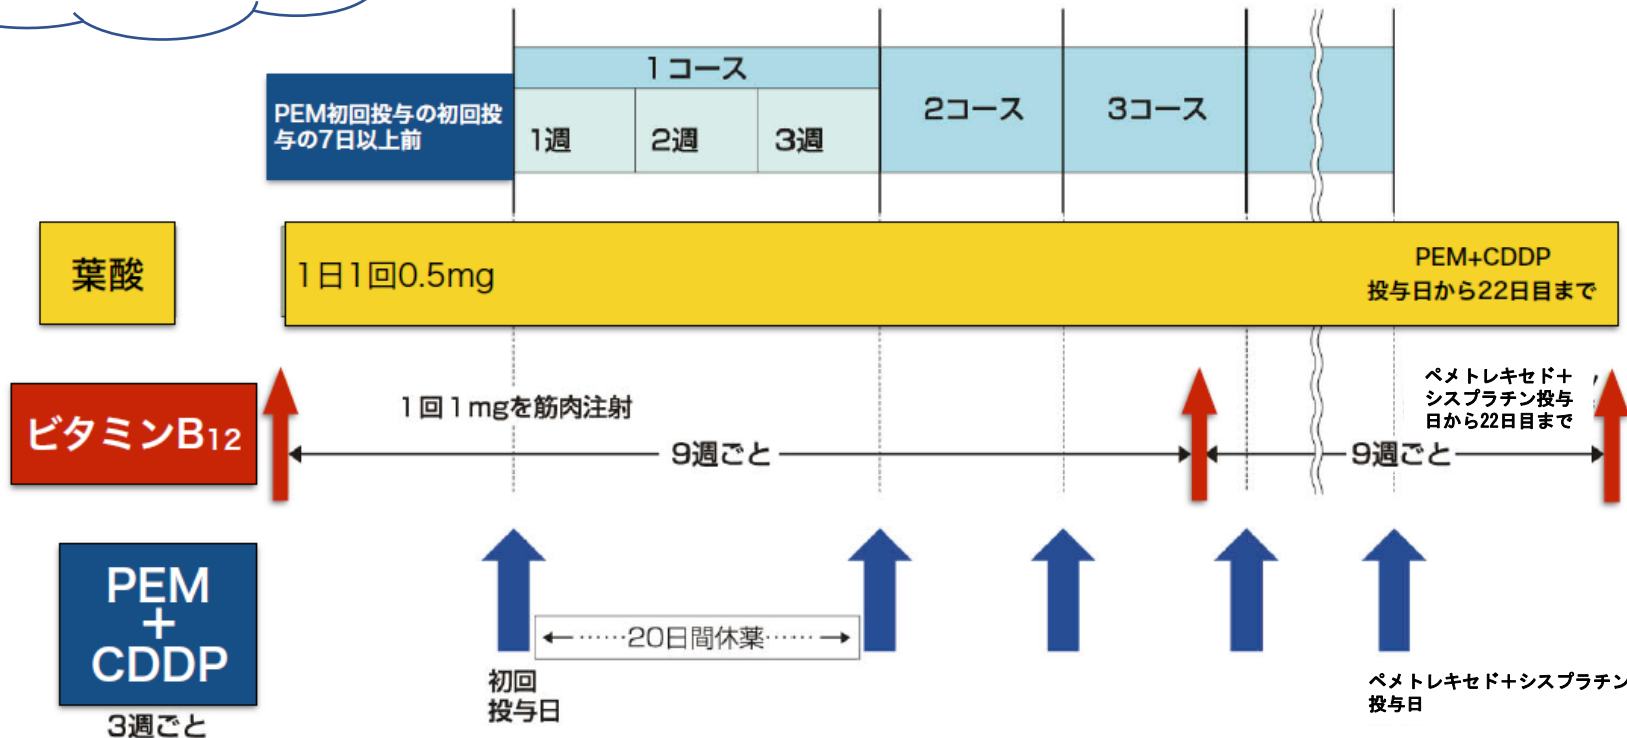 1コース
PEM初回投与の初回投
与の7日以上前
1週
2週
3週
2コース
3コース
葉酸
1日1回0.5mg
PEM+CDDP
投与日から22日目まで
ビタミンB12
1回1mgを筋肉注射
9週ごと
ペメトレキセド＋
シスプラチン投与
日から22日目まで
9週ごと
PEM
+
CDDP
3週ごと
20日間休薬
初回
投与日
ペメトレキセド＋シスプラチン
投与日